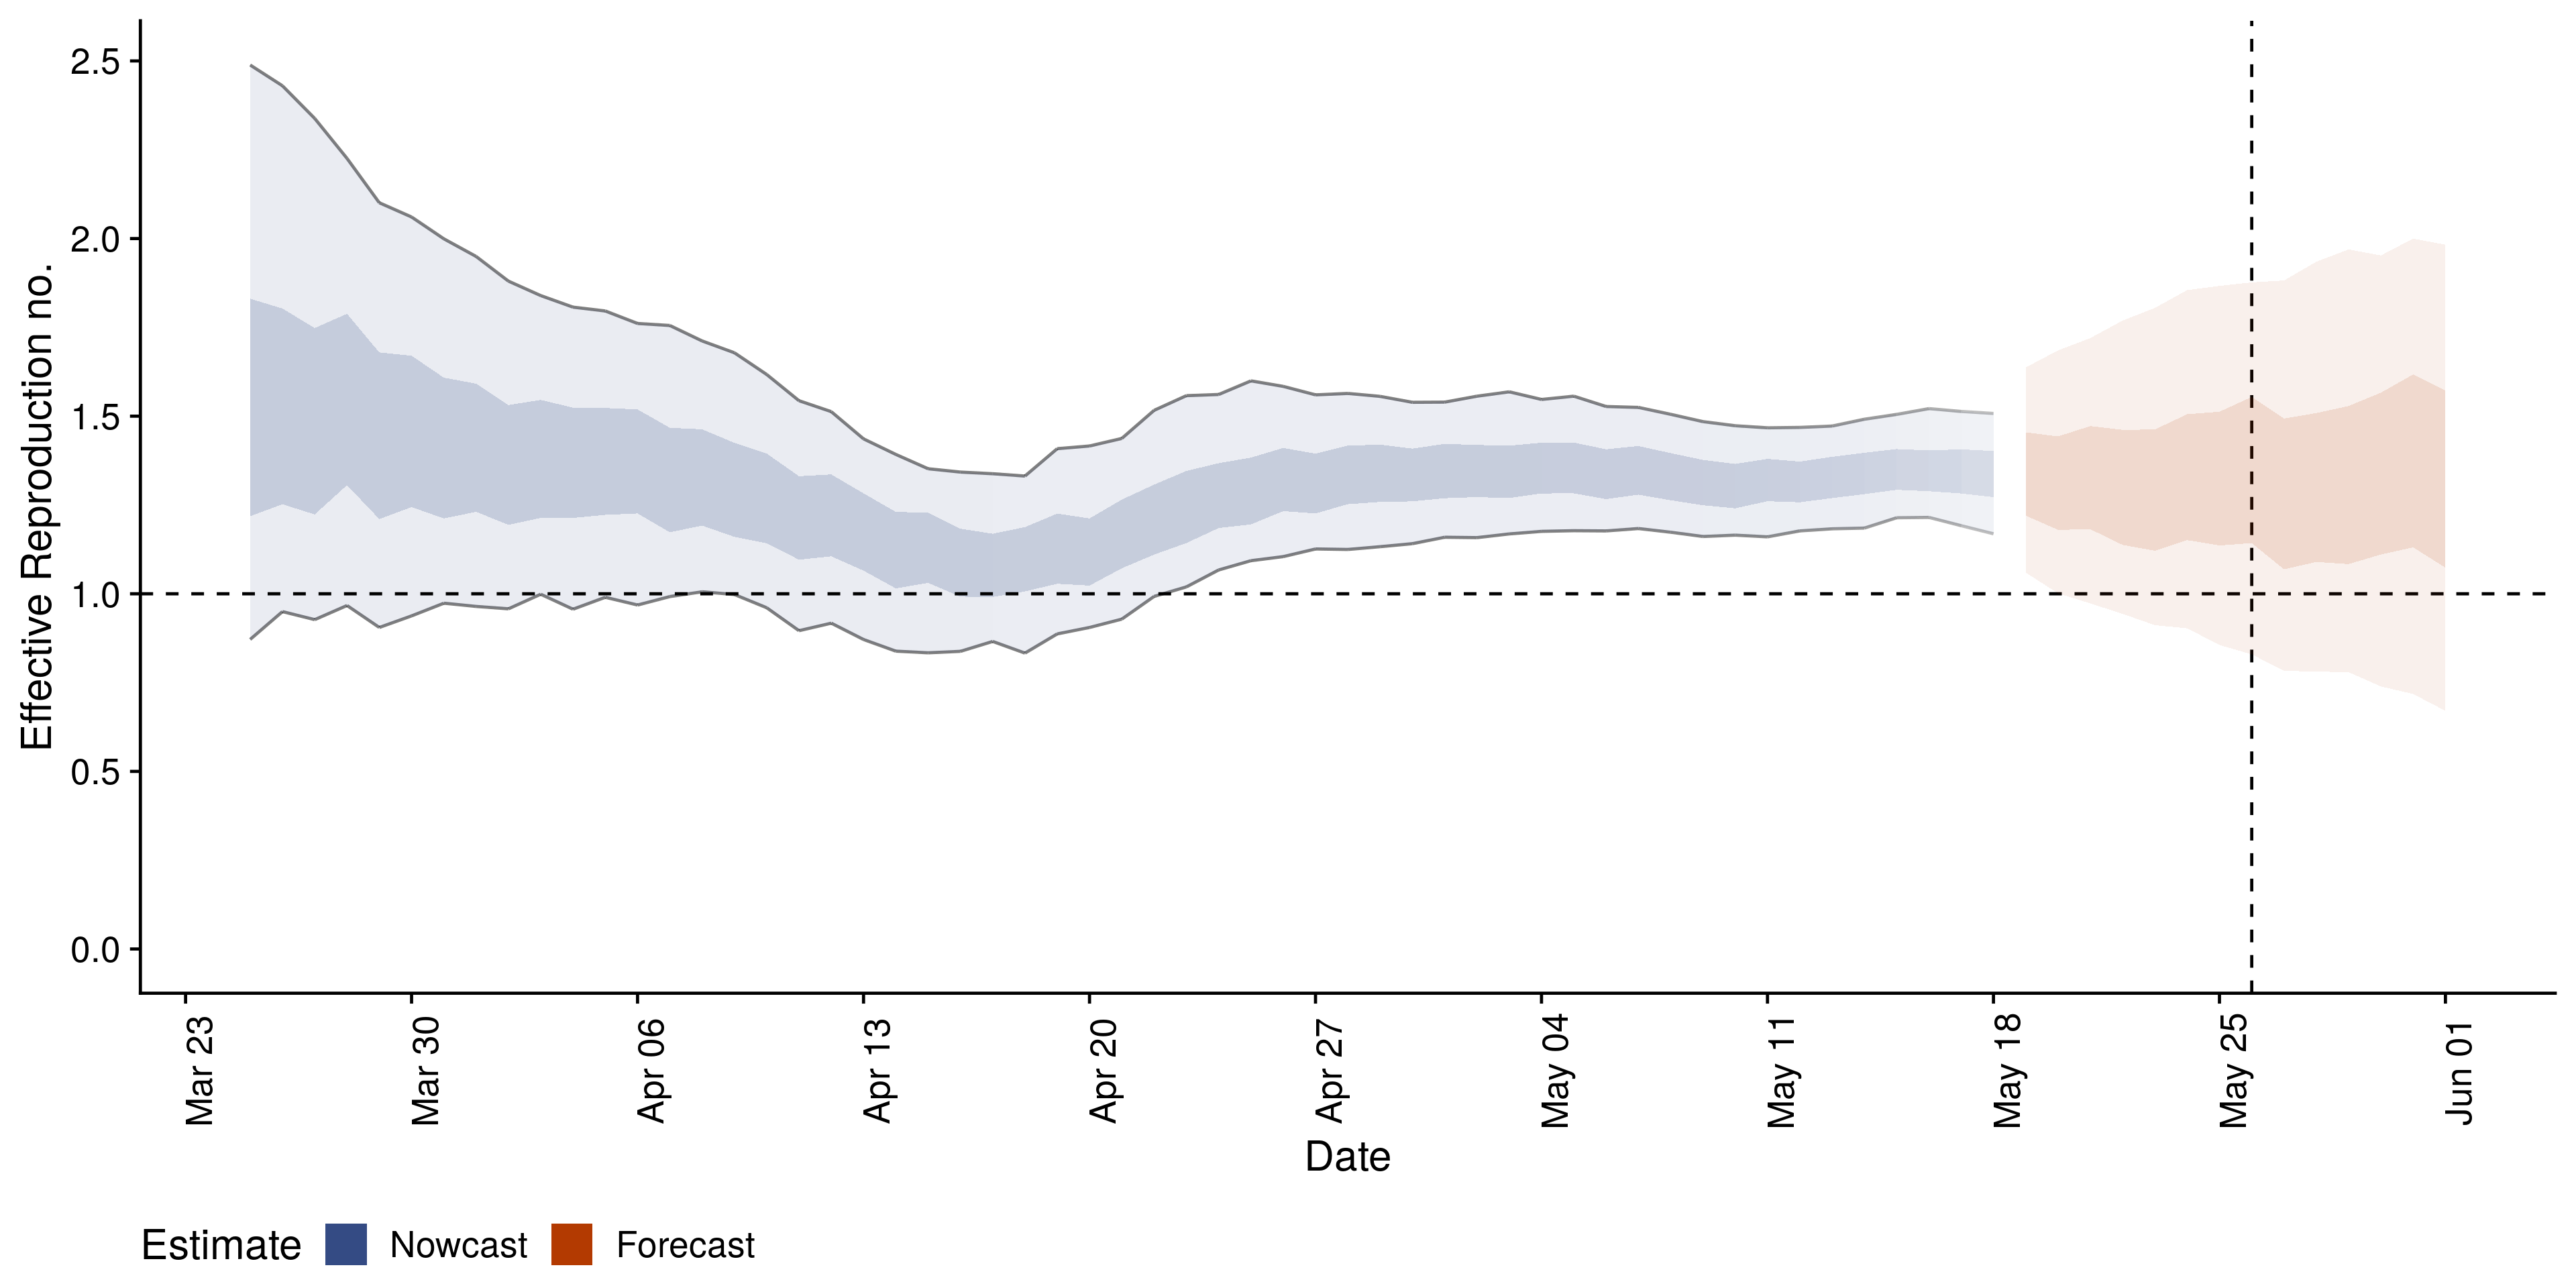 Effective Reproduction no.
2.5
2.0
1.5
1.0
0.5
0.0
Mar 23
Mar 30
Apr 06
Apr 13
Apr 20
Apr 27
May 04
May 11
May 18
May 25
Jun 01
Date
Estimate Nowcast Forecast